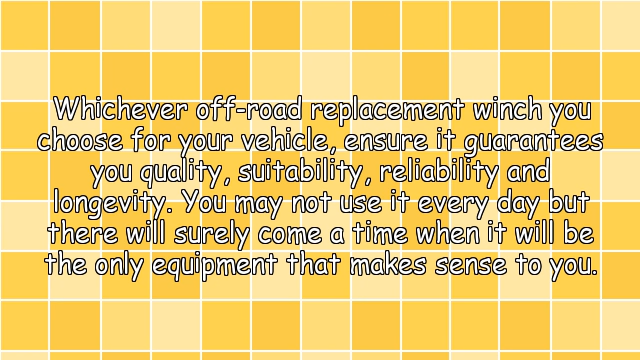 Whichever off-road replacement winch you
choose for your vehicle, ensure it guarantees
you quality, suitability, reliability and
longevity. You may not use it every day but
there will surely come a time when it will be
the only equipment that makes sense to you.